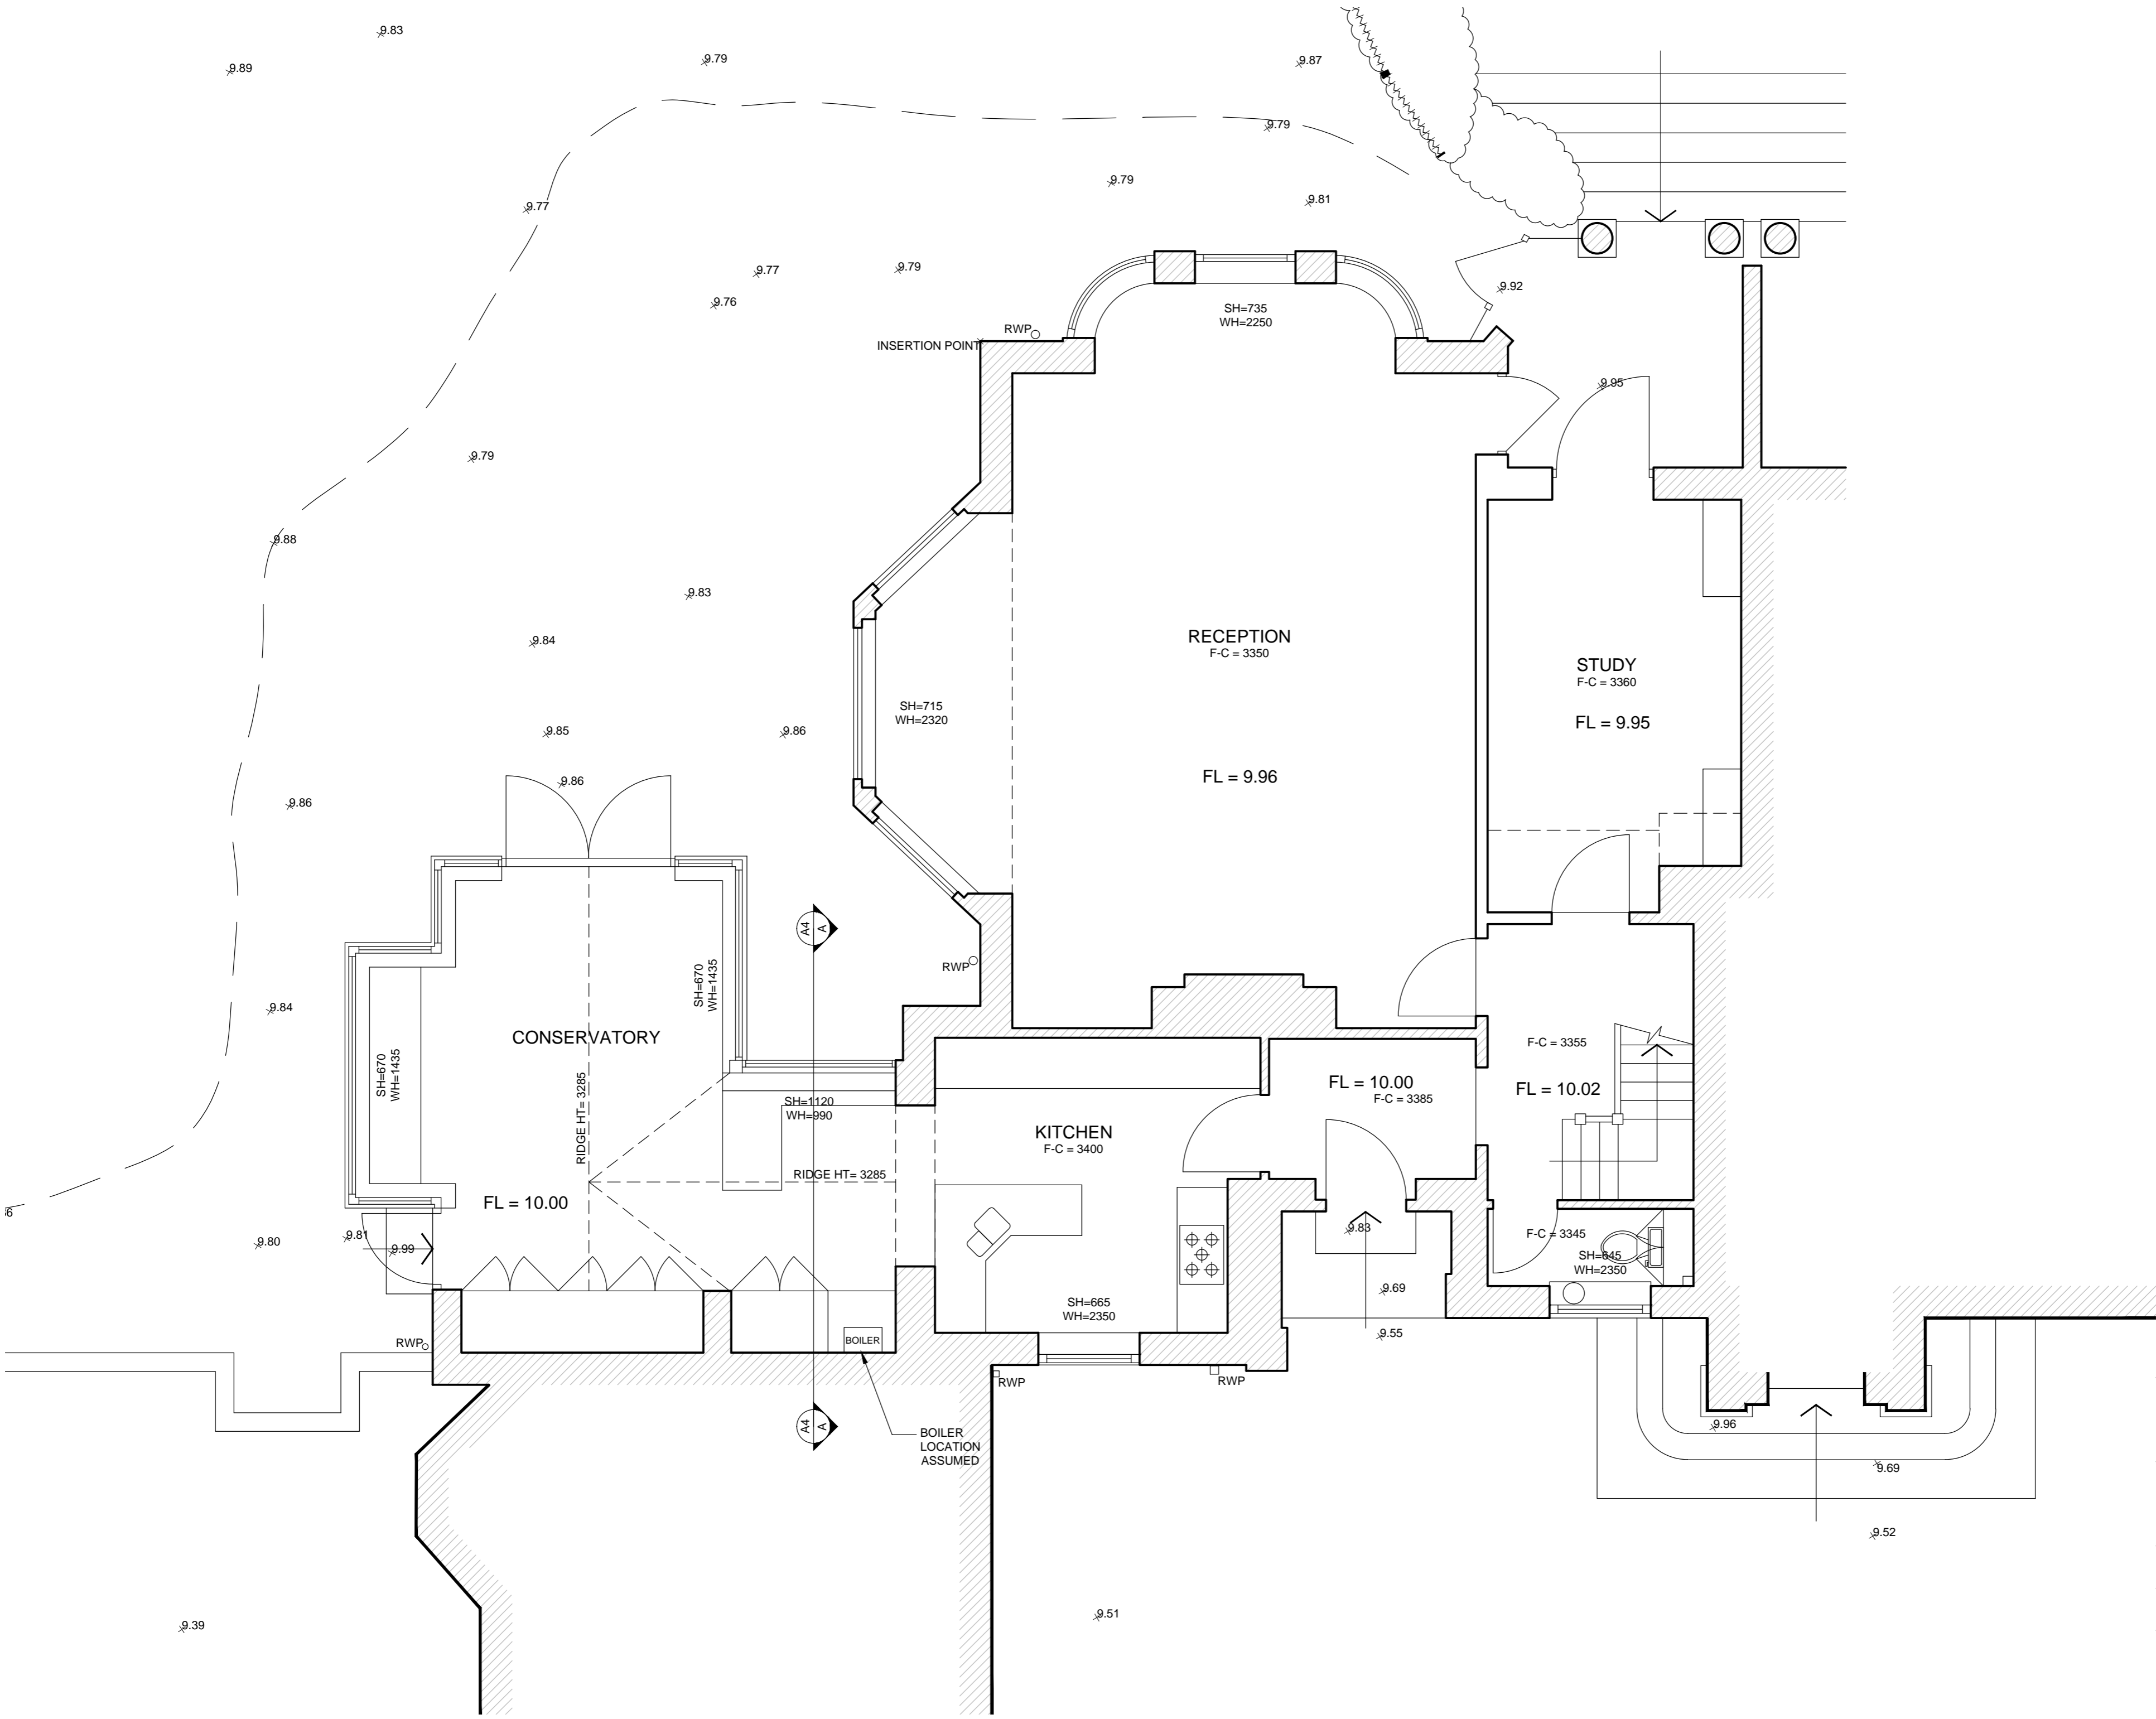 9.83
9.89
9.79
9.87
9.79
9.79
9.81
9.77
9.77
9.79
9.76
9.92
SH=735
WH=2250
RWP
INSERTION POINT
9.95
9.79
9.88
9.83
9.84
RECEPTION
F-C = 3350
STUDY
F-C = 3360
SH=715
WH=2320
FL = 9.95
9.85
9.86
FL = 9.96
9.86
9.86
A4
A
RWP
SH=670
WH=1435
9.84
CONSERVATORY
F-C = 3355
SH=670
WH=1435
RIDGE HT= 3285
FL = 10.00
F-C = 3385
FL = 10.02
SH=1120
WH=990
KITCHEN
F-C = 3400
RIDGE HT= 3285
FL = 10.00
6
9.80
9.81
9.99
9.83
F-C = 3345
SH=645
WH=2350
9.69
SH=665
WH=2350
9.55
RWP
BOILER
RWP
RWP
A4
A
BOILER
LOCATION
ASSUMED
9.96
9.69
9.52
9.51
9.39